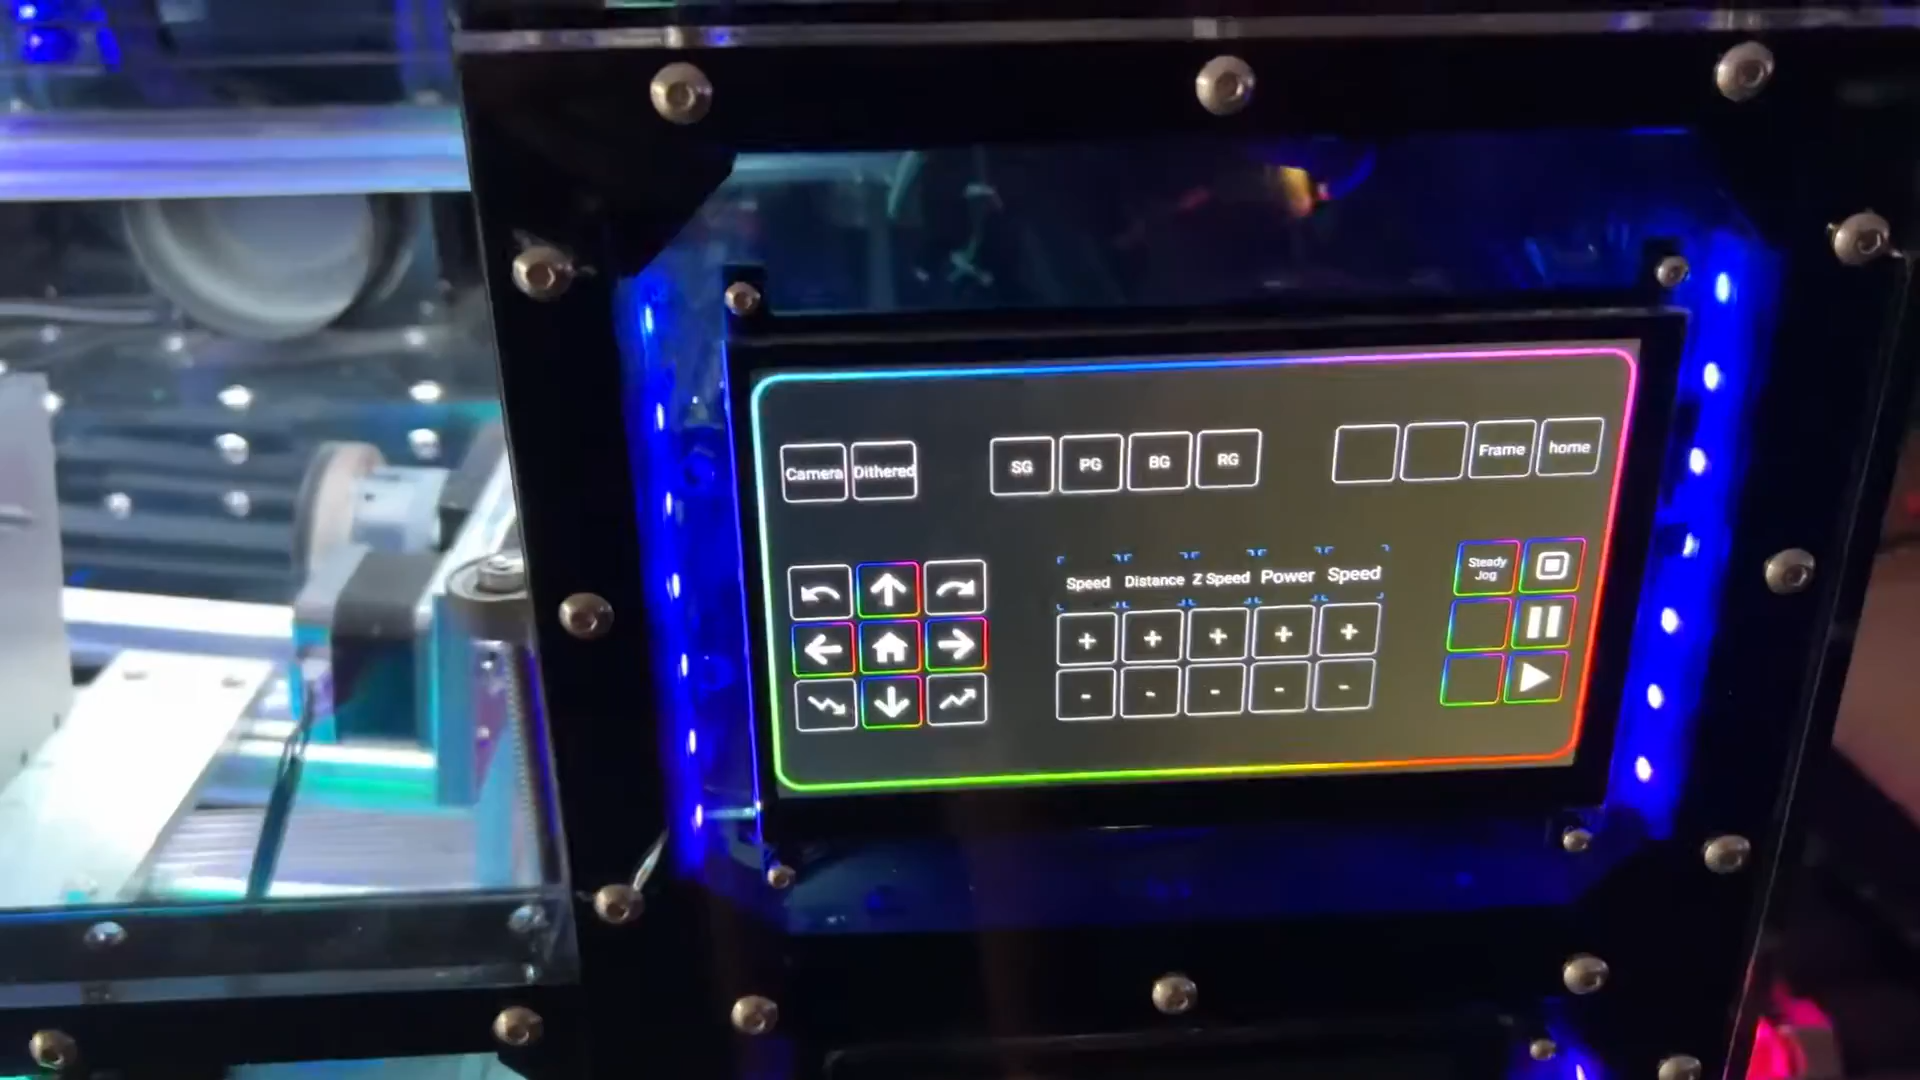 Camera Dithered SG PG BG RG Frame home
Speed Distance Z Speed Power Speed
Steady
Jog
+ + + + +
- - - - -